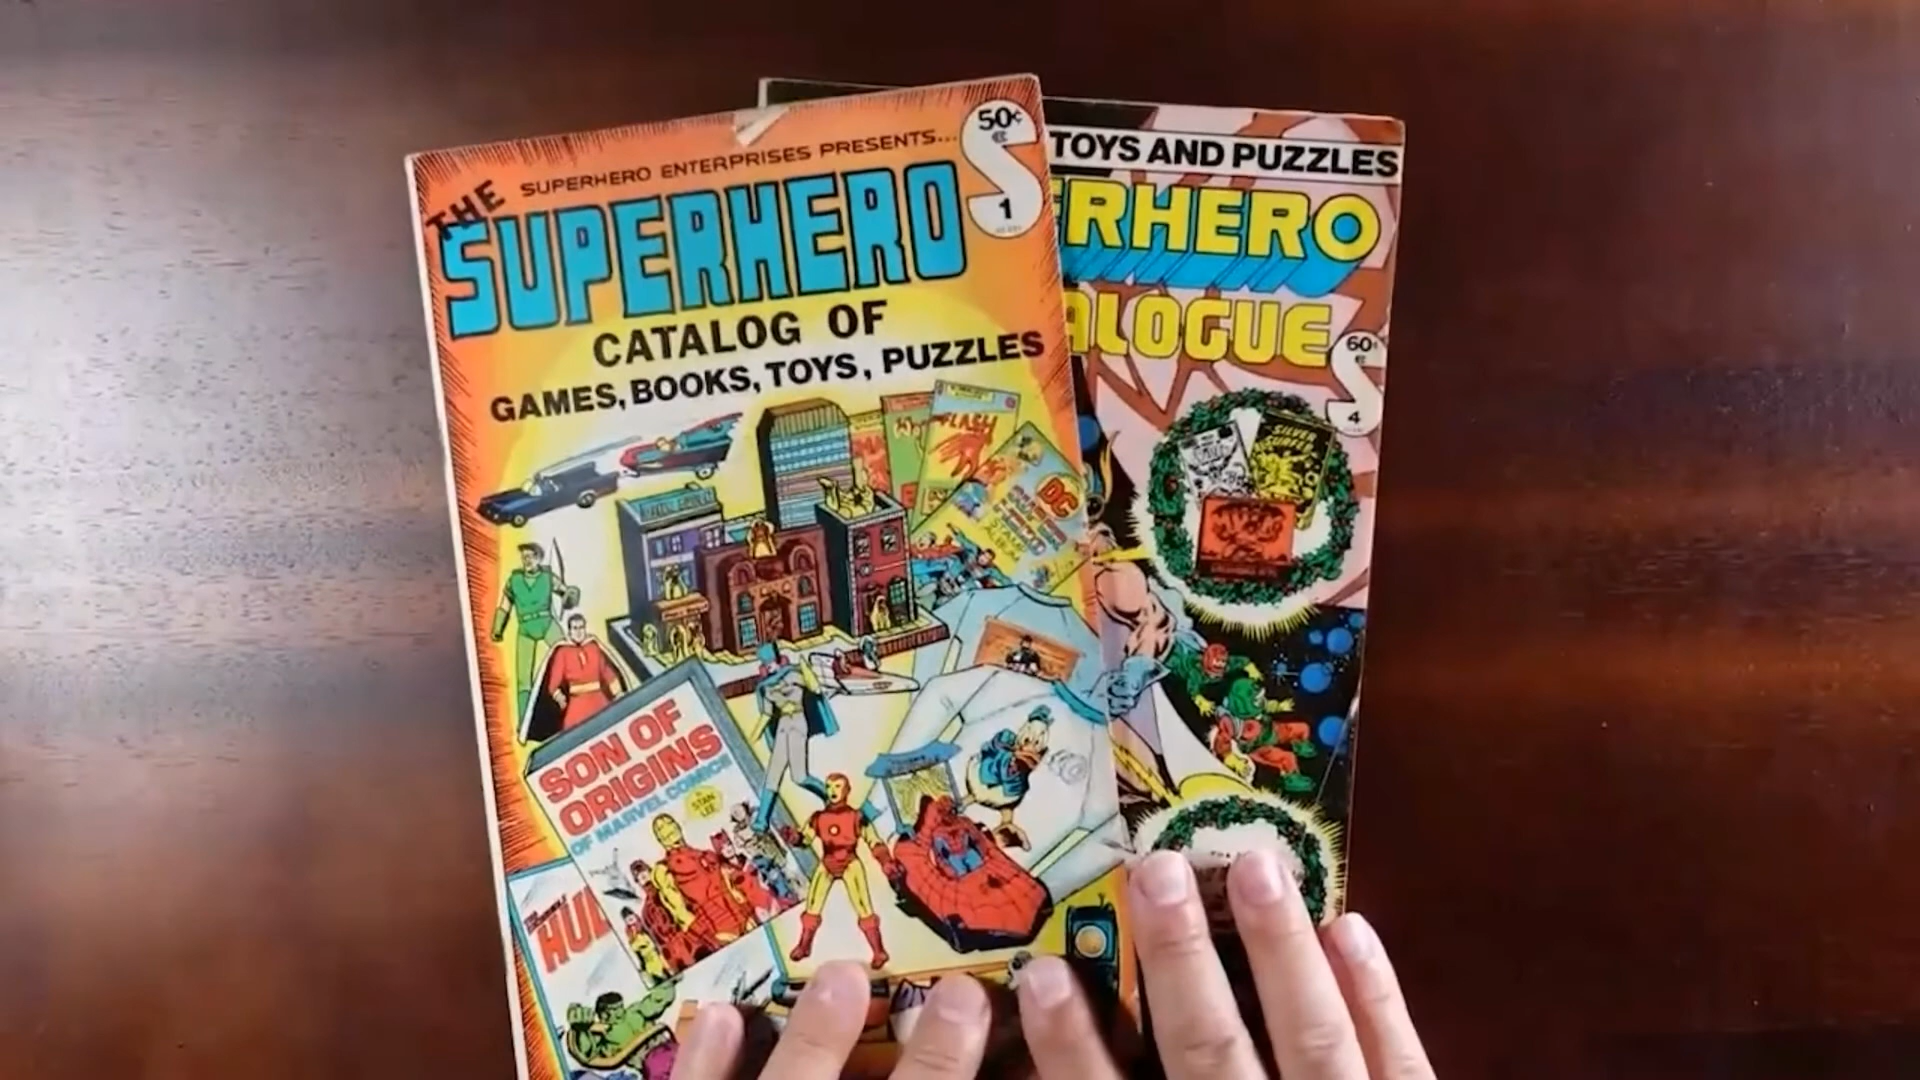 SUPERHERO ENTERPRISES PRESENTS...
50¢
1
THE
SUPERHERO
CATALOG OF
GAMES, BOOKS, TOYS, PUZZLES
FLASH
DC
SON OF
ORIGINS
OF MARVEL COMICS
STAN
LEE
HUL
TOYS AND PUZZLES
ERHERO
ALOGUE
60¢
4
SILVER
SURFER